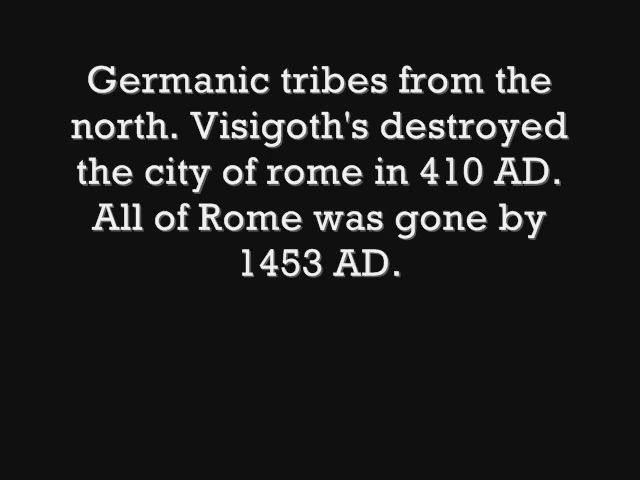 Germanic tribes from the
north. Visigoth's destroyed
the city of rome in 410 AD.
All of Rome was gone by
1453 AD.